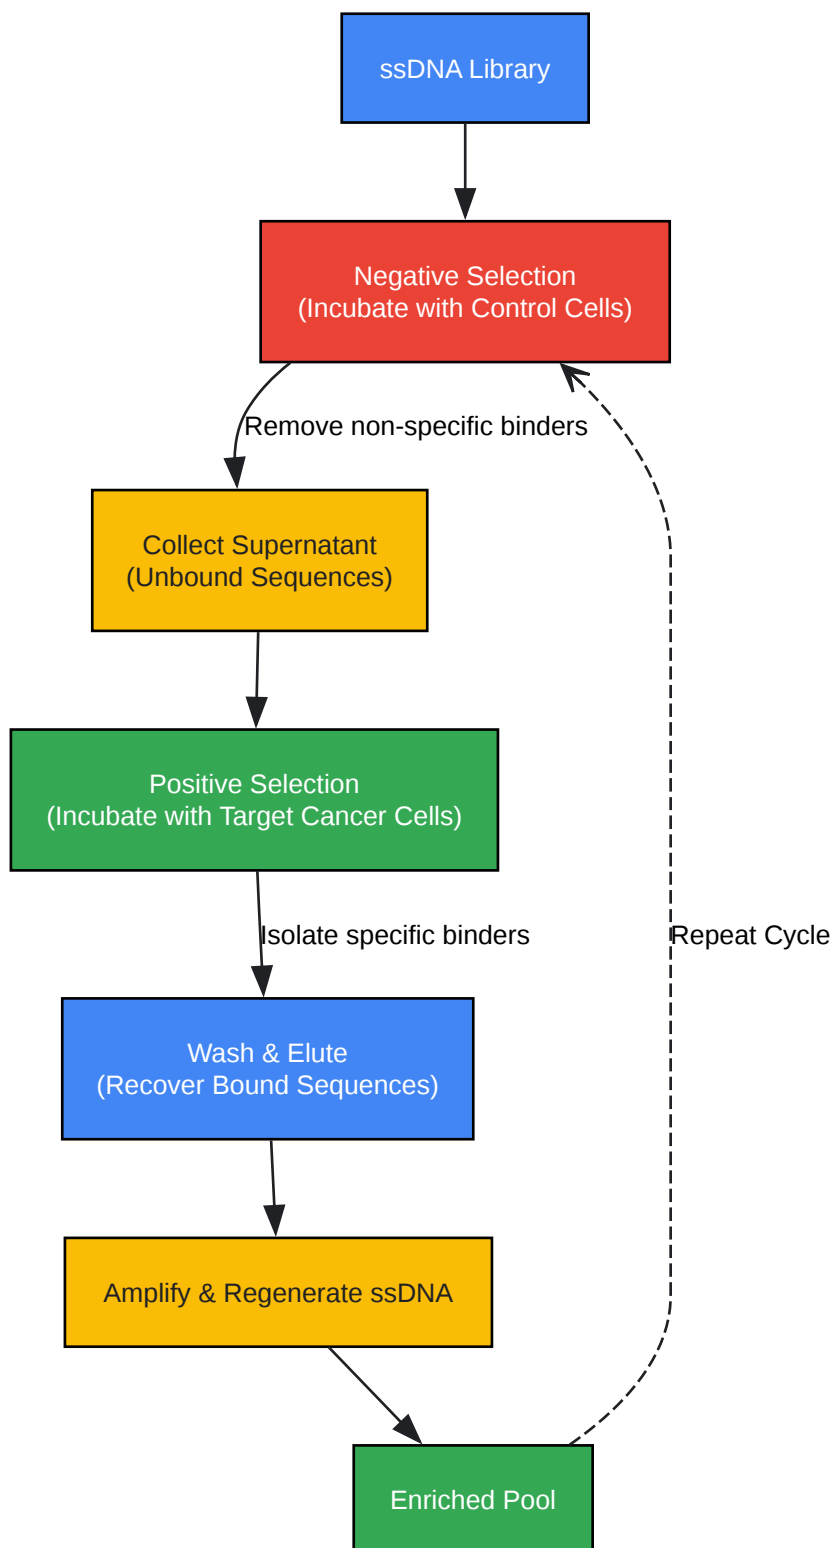 ssDNA Library
Negative Selection
(Incubate with Control Cells)
Remove non-specific binders
Collect Supernatant
(Unbound Sequences)
Positive Selection
(Incubate with Target Cancer Cells)
Isolate specific binders
Repeat Cycle
Wash & Elute
(Recover Bound Sequences)
Amplify & Regenerate ssDNA
Enriched Pool